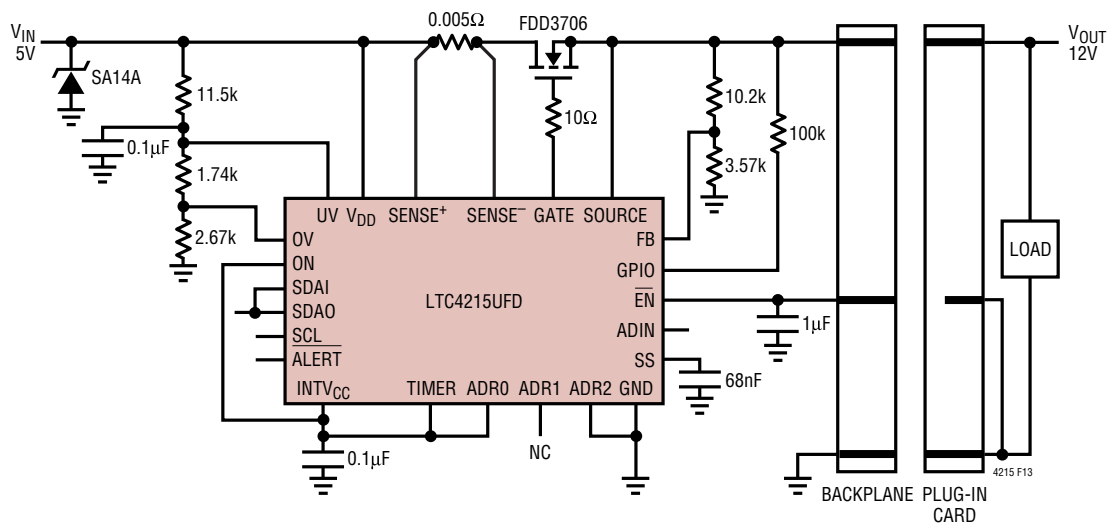 0.005Ω
FDD3706
VIN
5V
VOUT
12V
SA14A
11.5k
10.2k
10Ω
100k
0.1μF
3.57k
1.74k
UV VDD SENSE+ SENSE– GATE SOURCE
2.67k
OV
FB
ON
GPIO
LOAD
SDAI
LTC4215UFD
EN
SDAO
1μF
SCL
ADIN
ALERT
SS
68nF
INTVCC TIMER ADR0 ADR1 ADR2 GND
NC
0.1μF
4215 F13
BACKPLANE
PLUG-IN
CARD